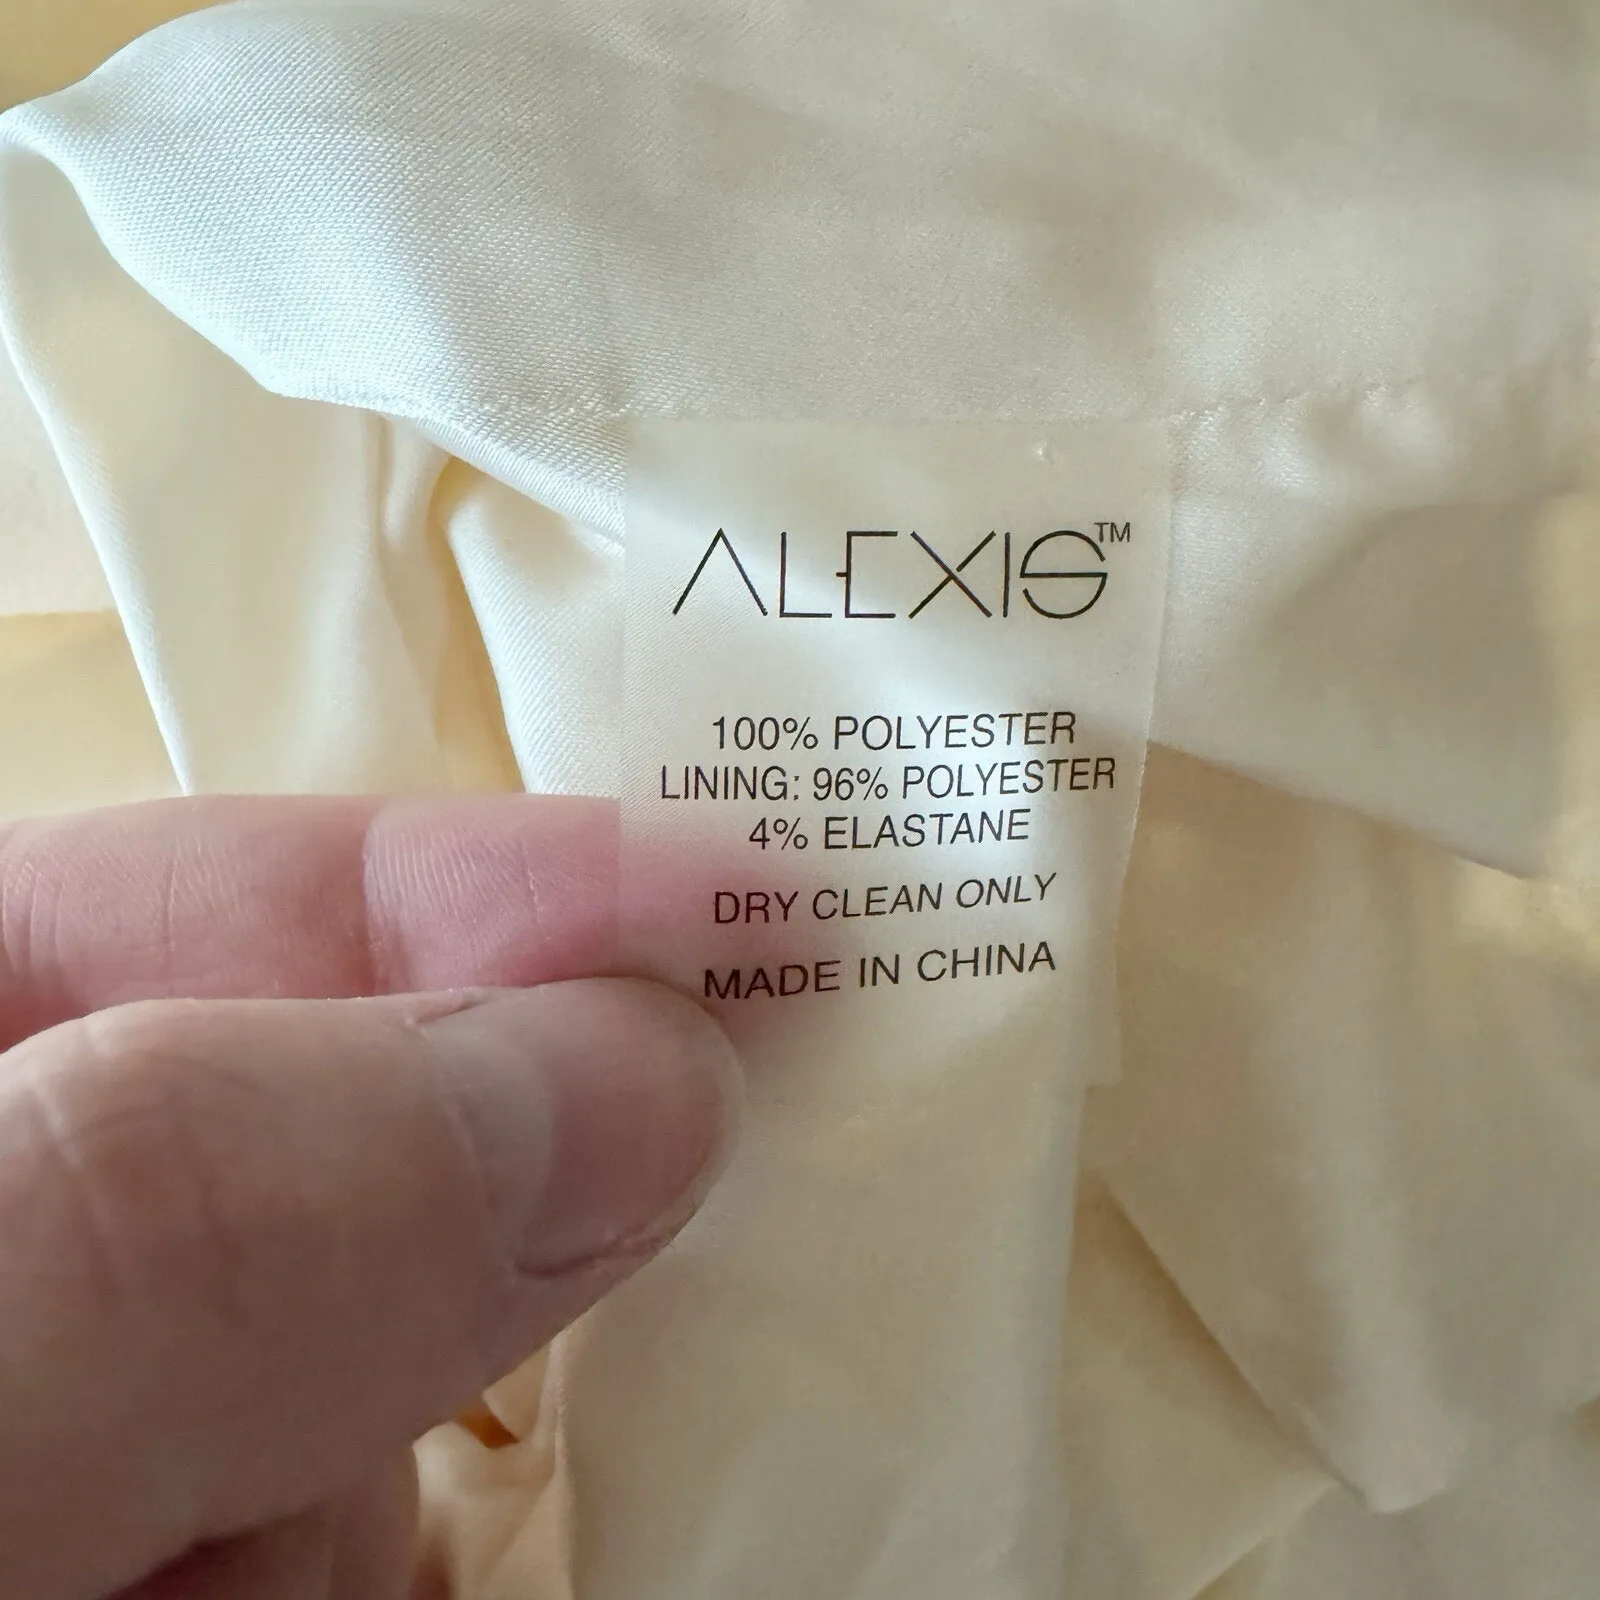 ALEXIS™
100% POLYESTER
LINING: 96% POLYESTER
4% ELASTANE
DRY CLEAN ONLY
MADE IN CHINA